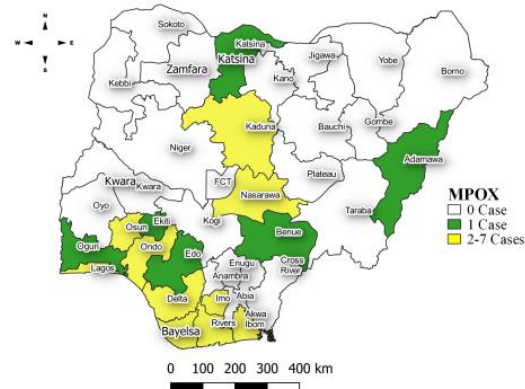 N
W E
S
Sokoto
Katsina
Katsina
Jigawa
Yobe
Borno
Zamfara
Kebbi
Kano
Kaduna
Bauchi
Gombe
Adamawa
Niger
Plateau
FCT
Nasarawa
Kwara
Kwara
Taraba
Oyo
Kogi
Benue
Osun
Ekiti
Ogun
Ondo
Edo
Lagos
Enugu
Cross
River
Anambra
Delta
Imo
Abia
Bayelsa
Rivers
Akwa
Ibom
MPOX
0 Case
1 Case
2-7 Cases
0 100 200 300 400 km